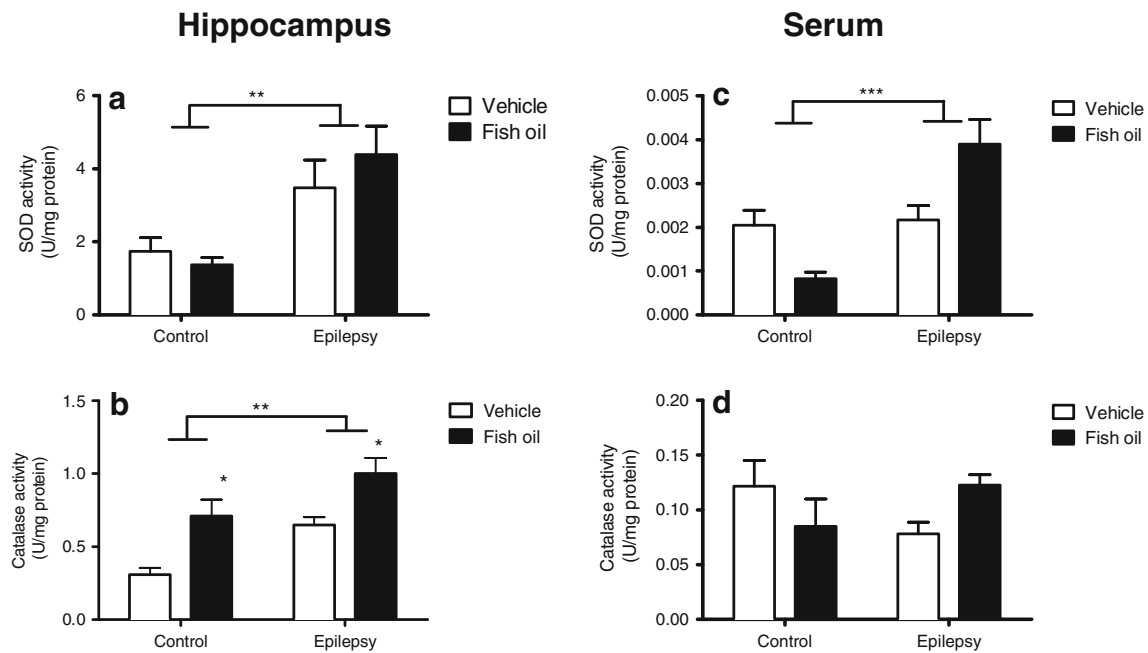 Hippocampus
Serum
a
**
Vehicle
Fish oil
SOD activity
(U/mg protein)
6
4
2
0
Control
Epilepsy
c
***
Vehicle
Fish oil
SOD activity
(U/mg protein)
0.005
0.004
0.003
0.002
0.001
0.000
Control
Epilepsy
b
**
*
*
Vehicle
Fish oil
Catalase activity
(U/mg protein)
1.5
1.0
0.5
0.0
Control
Epilepsy
d
Vehicle
Fish oil
Catalase activity
(U/mg protein)
0.20
0.15
0.10
0.05
0.00
Control
Epilepsy